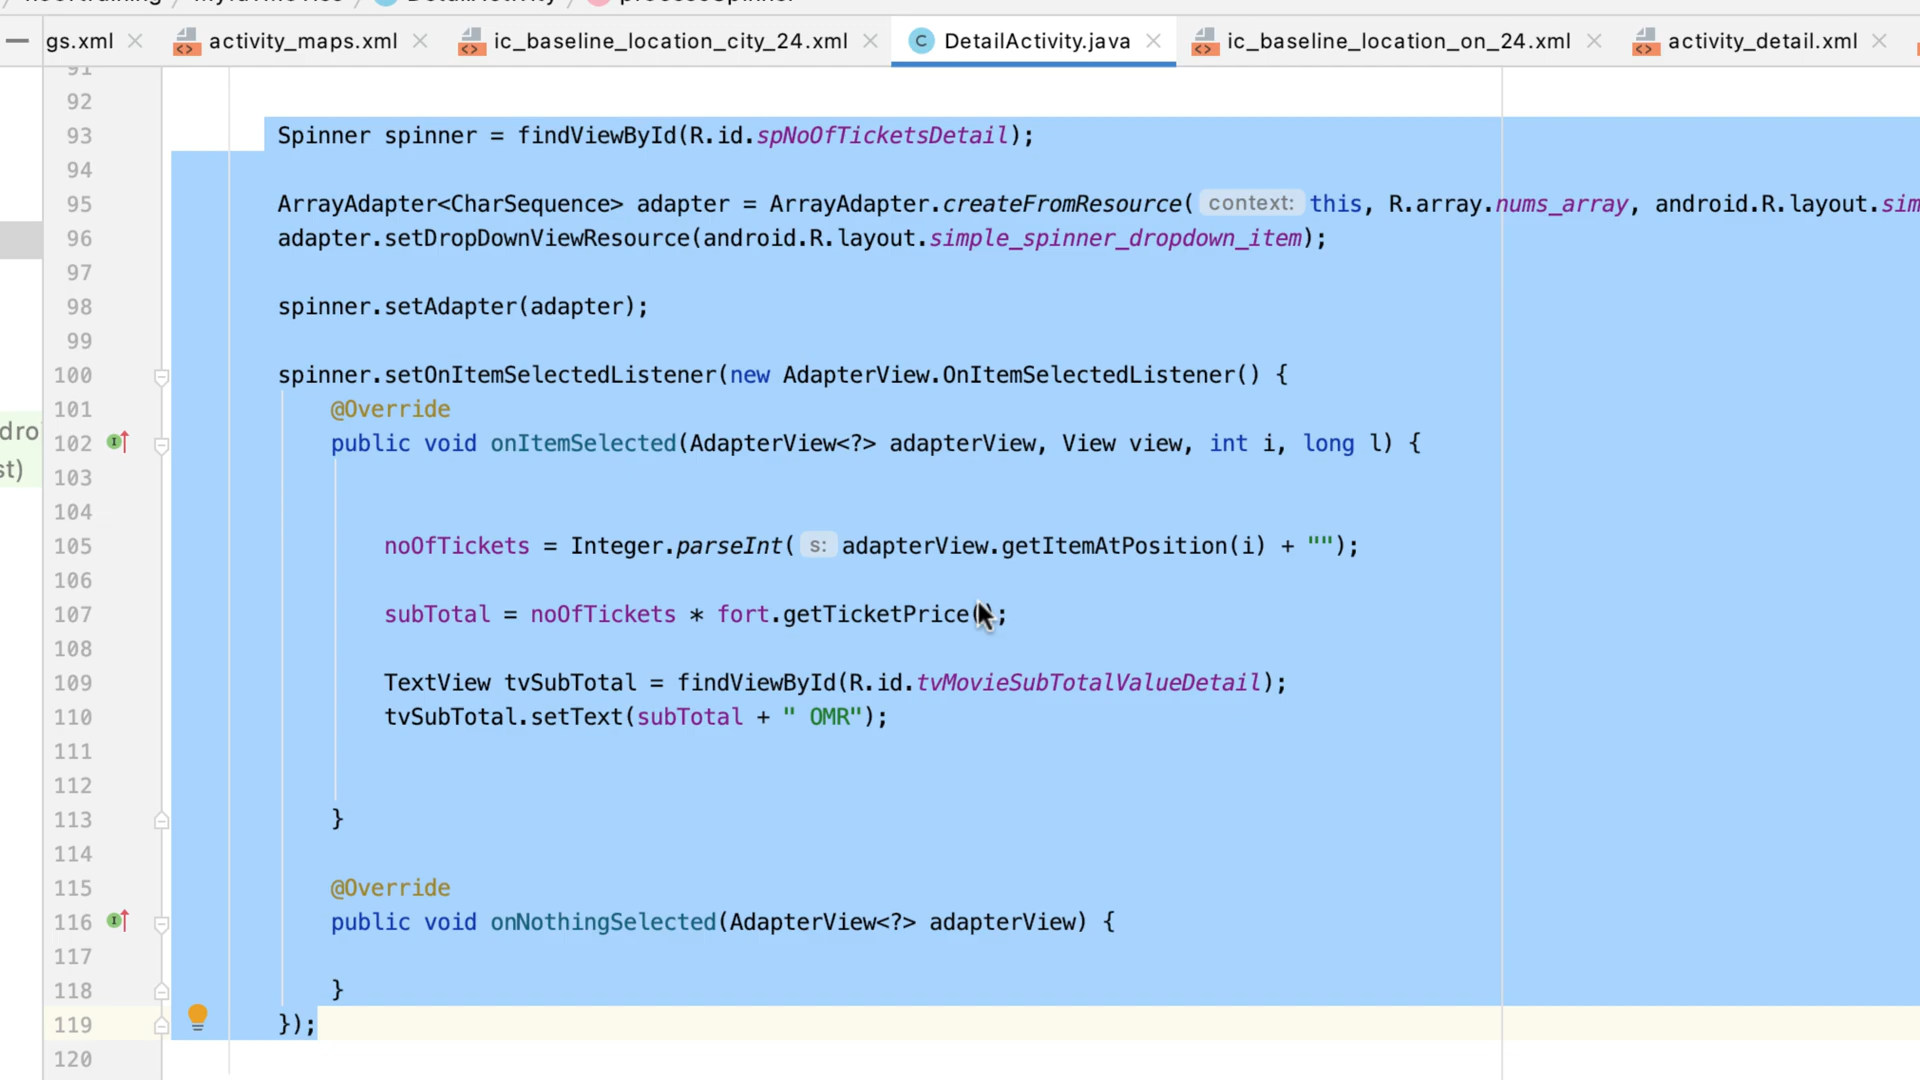 gs.xml activity_maps.xml ic_baseline_location_city_24.xml DetailActivity.java ic_baseline_location_on_24.xml activity_detail.xml
91
92
93 Spinner spinner = findViewById(R.id.spNoOfTicketsDetail);
94
95 ArrayAdapter<CharSequence> adapter = ArrayAdapter.createFromResource( context: this, R.array.nums_array, android.R.layout.sim
96 adapter.setDropDownViewResource(android.R.layout.simple_spinner_dropdown_item);
97
98 spinner.setAdapter(adapter);
99
100 spinner.setOnItemSelectedListener(new AdapterView.OnItemSelectedListener() {
101 @Override
dro
102 public void onItemSelected(AdapterView<?> adapterView, View view, int i, long l) {
st)
103
104
105 noOfTickets = Integer.parseInt( s: adapterView.getItemAtPosition(i) + "");
106
107 subTotal = noOfTickets * fort.getTicketPrice();
108
109 TextView tvSubTotal = findViewById(R.id.tvMovieSubTotalValueDetail);
110 tvSubTotal.setText(subTotal + " OMR");
111
112
113 }
114
115 @Override
116 public void onNothingSelected(AdapterView<?> adapterView) {
117
118 }
119 });
120